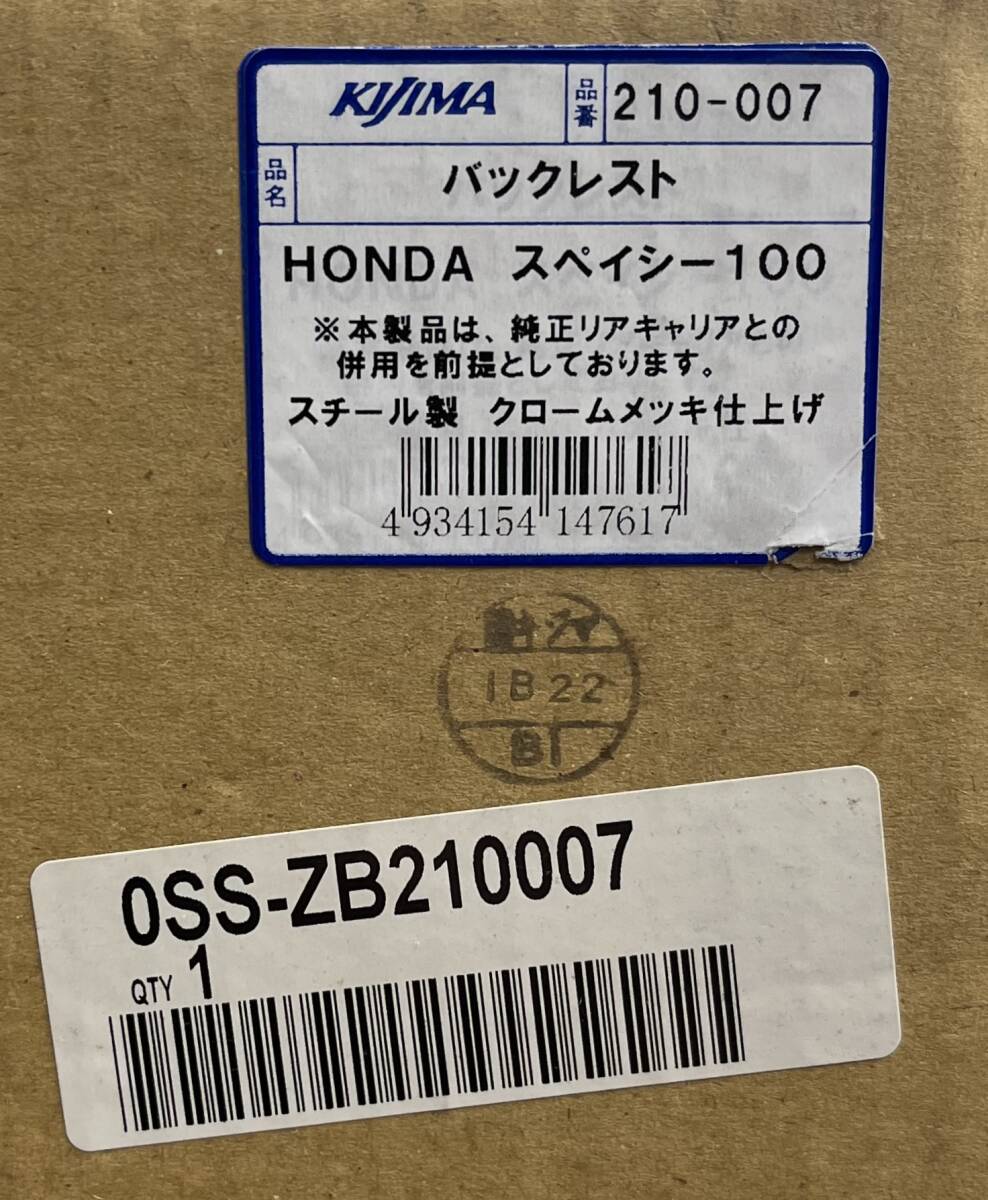 KIJIMA 品番 210-007
品名 バックレスト
HONDA スペイシー100
※本製品は、純正リアキャリアとの
併用を前提としております。
スチール製 クロームメッキ仕上げ
4 934154 147617
1B22
B1
0SS-ZB210007
QTY 1